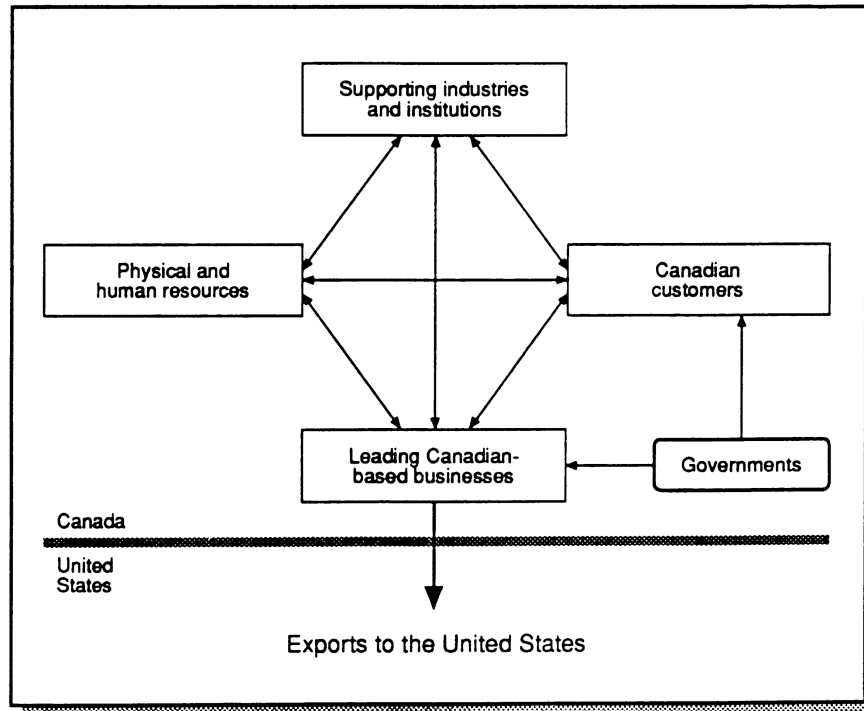 Supporting industries
and institutions
Physical and
human resources
Canadian
customers
Leading Canadian-
based businesses
Governments
Canada
United
States
Exports to the United States